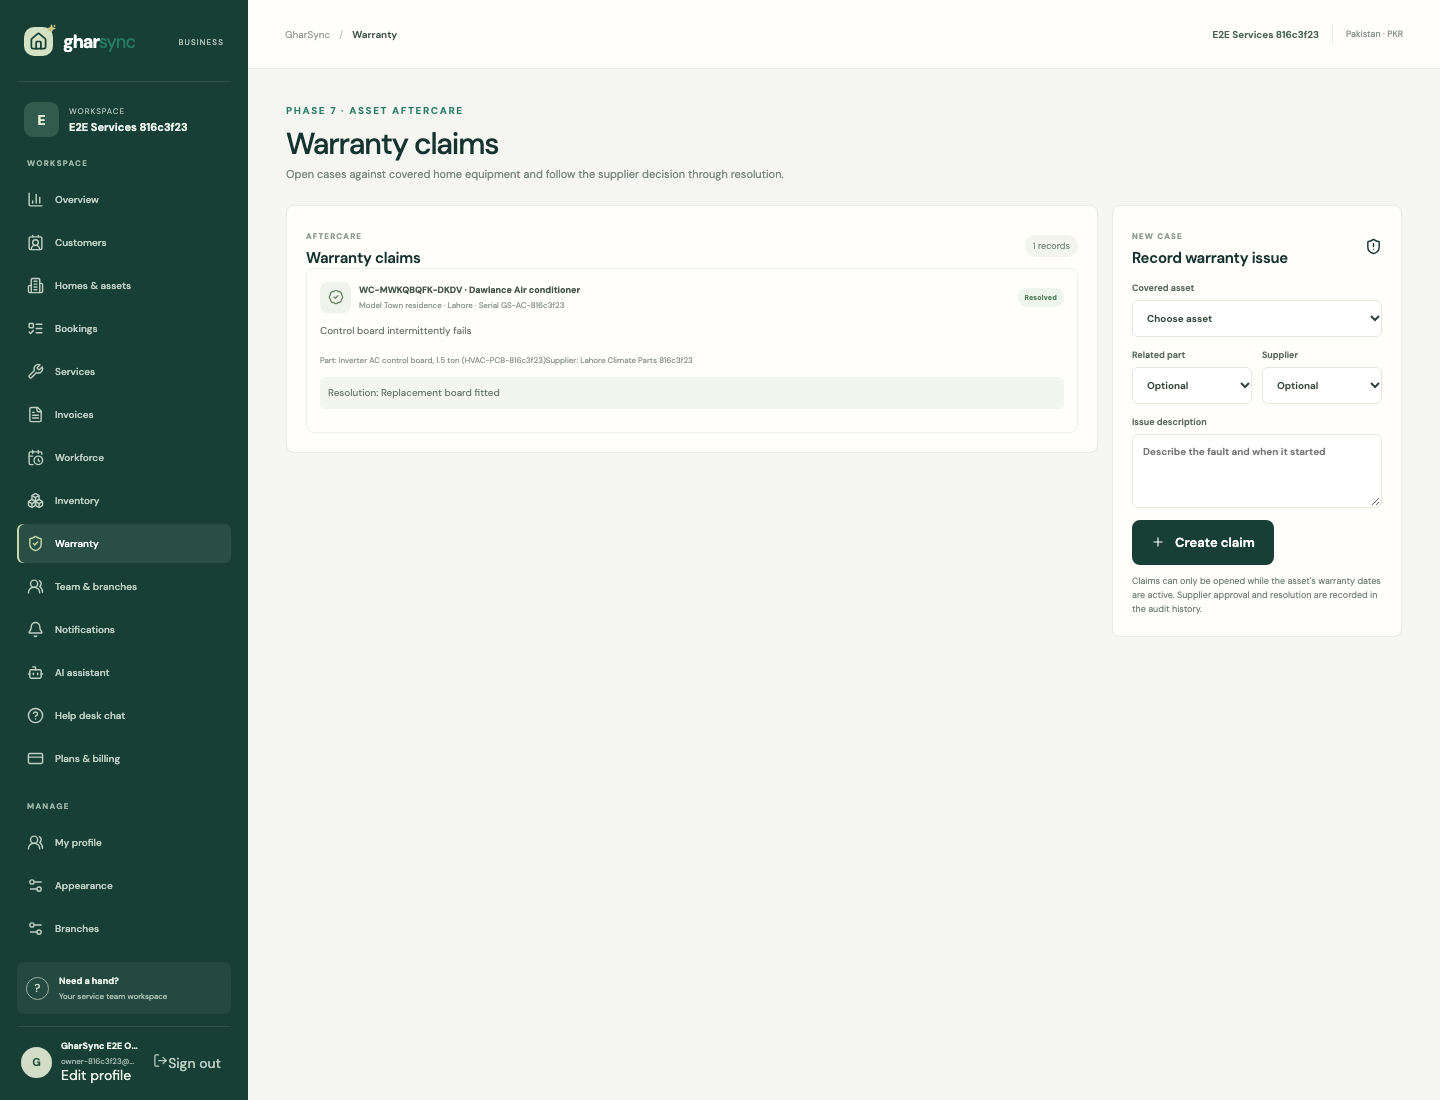 gharsync
BUSINESS
E
WORKSPACE
E2E Services 816c3f23
WORKSPACE
Overview
Customers
Homes & assets
Bookings
Services
Invoices
Workforce
Inventory
Warranty
Team & branches
Notifications
AI assistant
Help desk chat
Plans & billing
MANAGE
My profile
Appearance
Branches
?
Need a hand?
Your service team workspace
G
GharSync E2E O...
owner-816c3f23@...
Edit profile
Sign out
GharSync / Warranty
E2E Services 816c3f23
Pakistan · PKR
PHASE 7 · ASSET AFTERCARE
Warranty claims
Open cases against covered home equipment and follow the supplier decision through resolution.
AFTERCARE
Warranty claims
1 records
WC-MWKQBQFK-DKDV · Dawlance Air conditioner
Model Town residence · Lahore · Serial GS-AC-816c3f23
Resolved
Control board intermittently fails
Part: Inverter AC control board, 1.5 ton (HVAC-PCB-816c3f23)Supplier: Lahore Climate Parts 816c3f23
Resolution: Replacement board fitted
NEW CASE
Record warranty issue
Covered asset
Choose asset
Related part
Supplier
Optional
Optional
Issue description
Describe the fault and when it started
+ Create claim
Claims can only be opened while the asset's warranty dates
are active. Supplier approval and resolution are recorded in
the audit history.